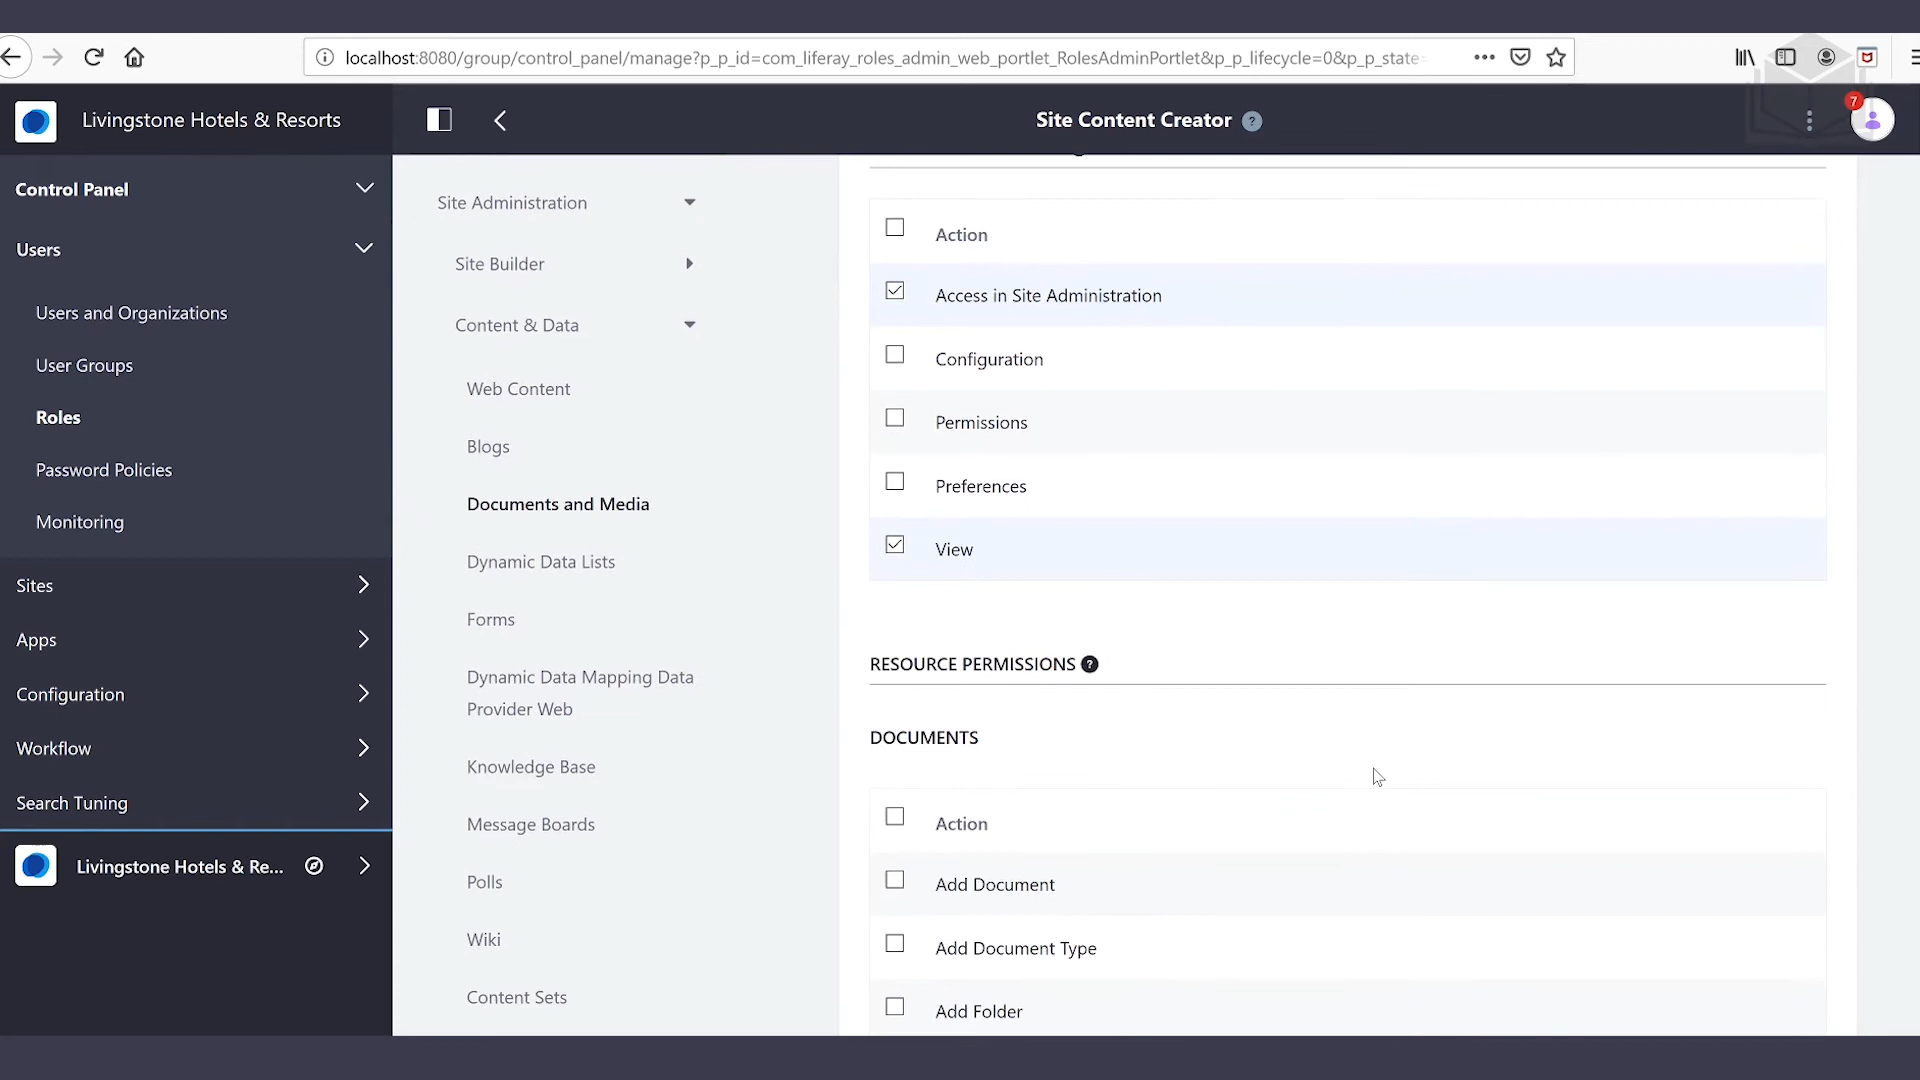 localhost:8080/group/control_panel/manage?p_p_id=com_liferay_roles_admin_web_portlet_RolesAdminPortlet&p_p_lifecycle=0&p_p_state=
Livingstone Hotels & Resorts
Site Content Creator ?
7
Control Panel
Users
Users and Organizations
User Groups
Roles
Password Policies
Monitoring
Sites
Apps
Configuration
Workflow
Search Tuning
Livingstone Hotels & Re...
Site Administration
Site Builder
Content & Data
Web Content
Blogs
Documents and Media
Dynamic Data Lists
Forms
Dynamic Data Mapping Data
Provider Web
Knowledge Base
Message Boards
Polls
Wiki
Content Sets
Action
Access in Site Administration
Configuration
Permissions
Preferences
View
RESOURCE PERMISSIONS ?
DOCUMENTS
Action
Add Document
Add Document Type
Add Folder